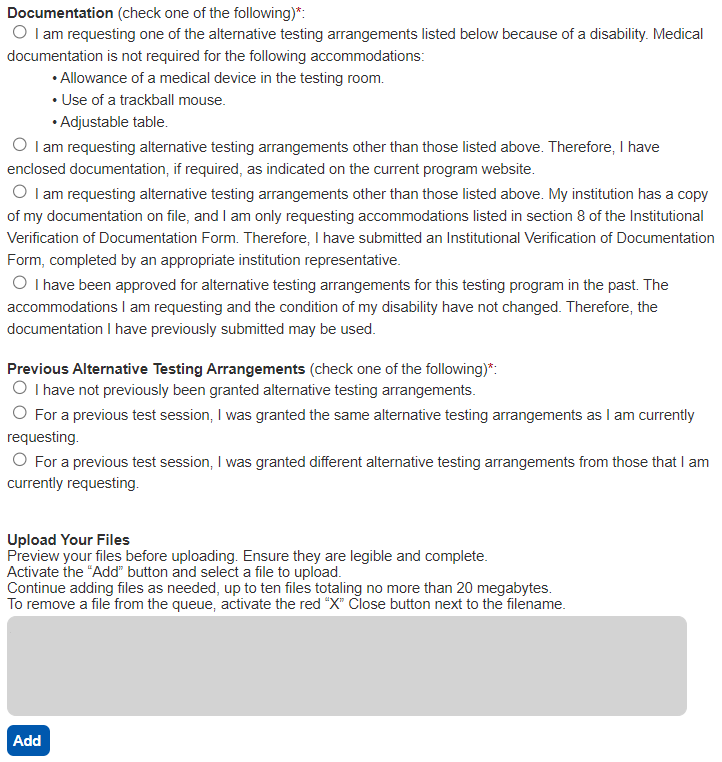 Documentation (check one of the following)*:
I am requesting one of the alternative testing arrangements listed below because of a disability. Medical
documentation is not required for the following accommodations:
• Allowance of a medical device in the testing room.
• Use of a trackball mouse.
• Adjustable table.
I am requesting alternative testing arrangements other than those listed above. Therefore, I have
enclosed documentation, if required, as indicated on the current program website.
I am requesting alternative testing arrangements other than those listed above. My institution has a copy
of my documentation on file, and I am only requesting accommodations listed in section 8 of the Institutional
Verification of Documentation Form. Therefore, I have submitted an Institutional Verification of Documentation
Form, completed by an appropriate institution representative.
I have been approved for alternative testing arrangements for this testing program in the past. The
accommodations I am requesting and the condition of my disability have not changed. Therefore, the
documentation I have previously submitted may be used.
Previous Alternative Testing Arrangements (check one of the following)*:
I have not previously been granted alternative testing arrangements.
For a previous test session, I was granted the same alternative testing arrangements as I am currently
requesting.
For a previous test session, I was granted different alternative testing arrangements from those that I am
currently requesting.
Upload Your Files
Preview your files before uploading. Ensure they are legible and complete.
Activate the “Add” button and select a file to upload.
Continue adding files as needed, up to ten files totaling no more than 20 megabytes.
To remove a file from the queue, activate the red “X” Close button next to the filename.
Add